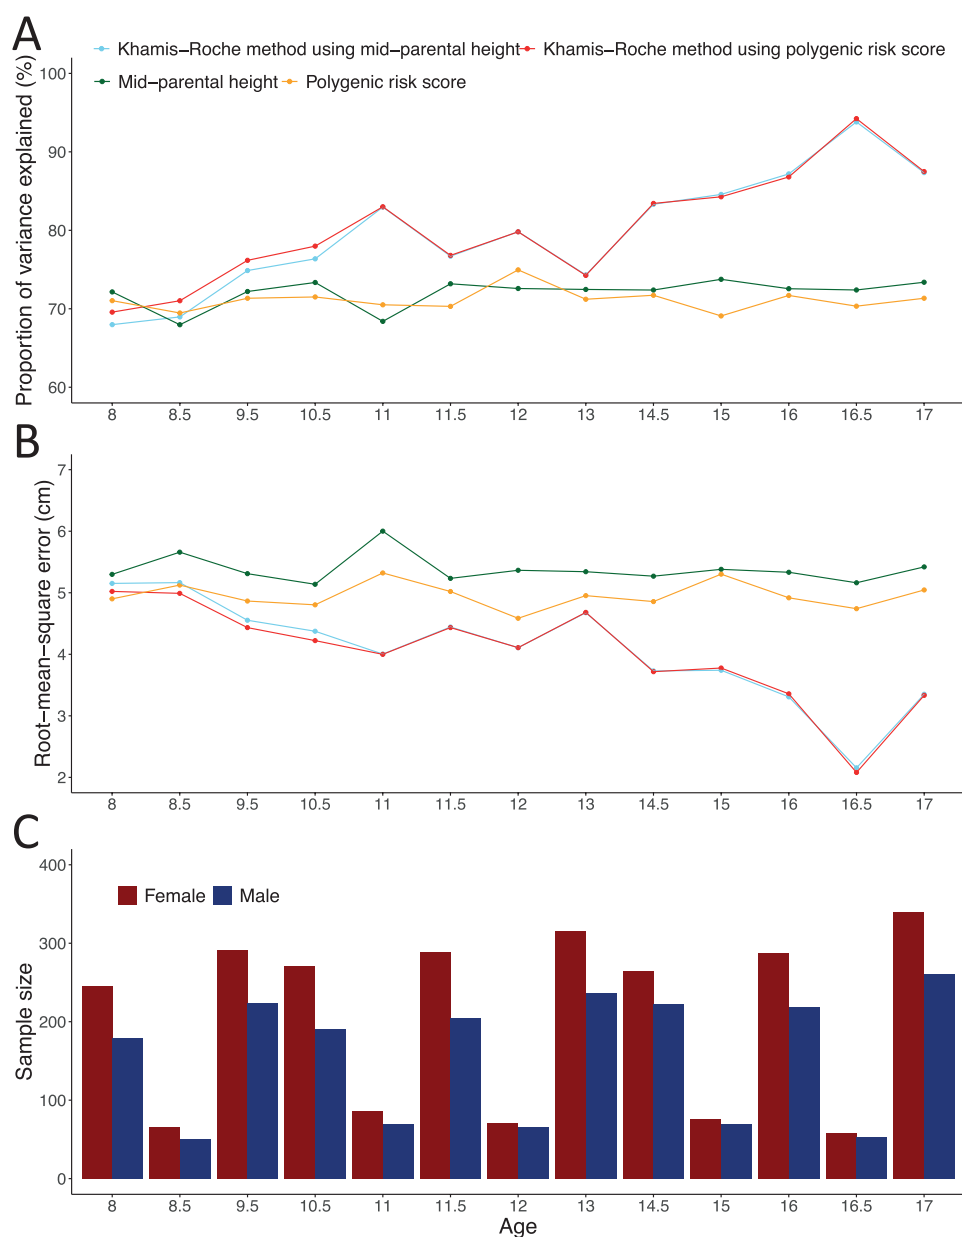 A
Khamis−Roche method using mid−parental height
Khamis−Roche method using polygenic risk score
Mid−parental height
Polygenic risk score
Proportion of variance explained (%)
100
90
80
70
60
8 8.5 9.5 10.5 11 11.5 12 13 14.5 15 16 16.5 17
B
Root−mean−square error (cm)
7
6
5
4
3
2
8 8.5 9.5 10.5 11 11.5 12 13 14.5 15 16 16.5 17
C
Female Male
Sample size
400
300
200
100
0
8 8.5 9.5 10.5 11 11.5 12 13 14.5 15 16 16.5 17
Age